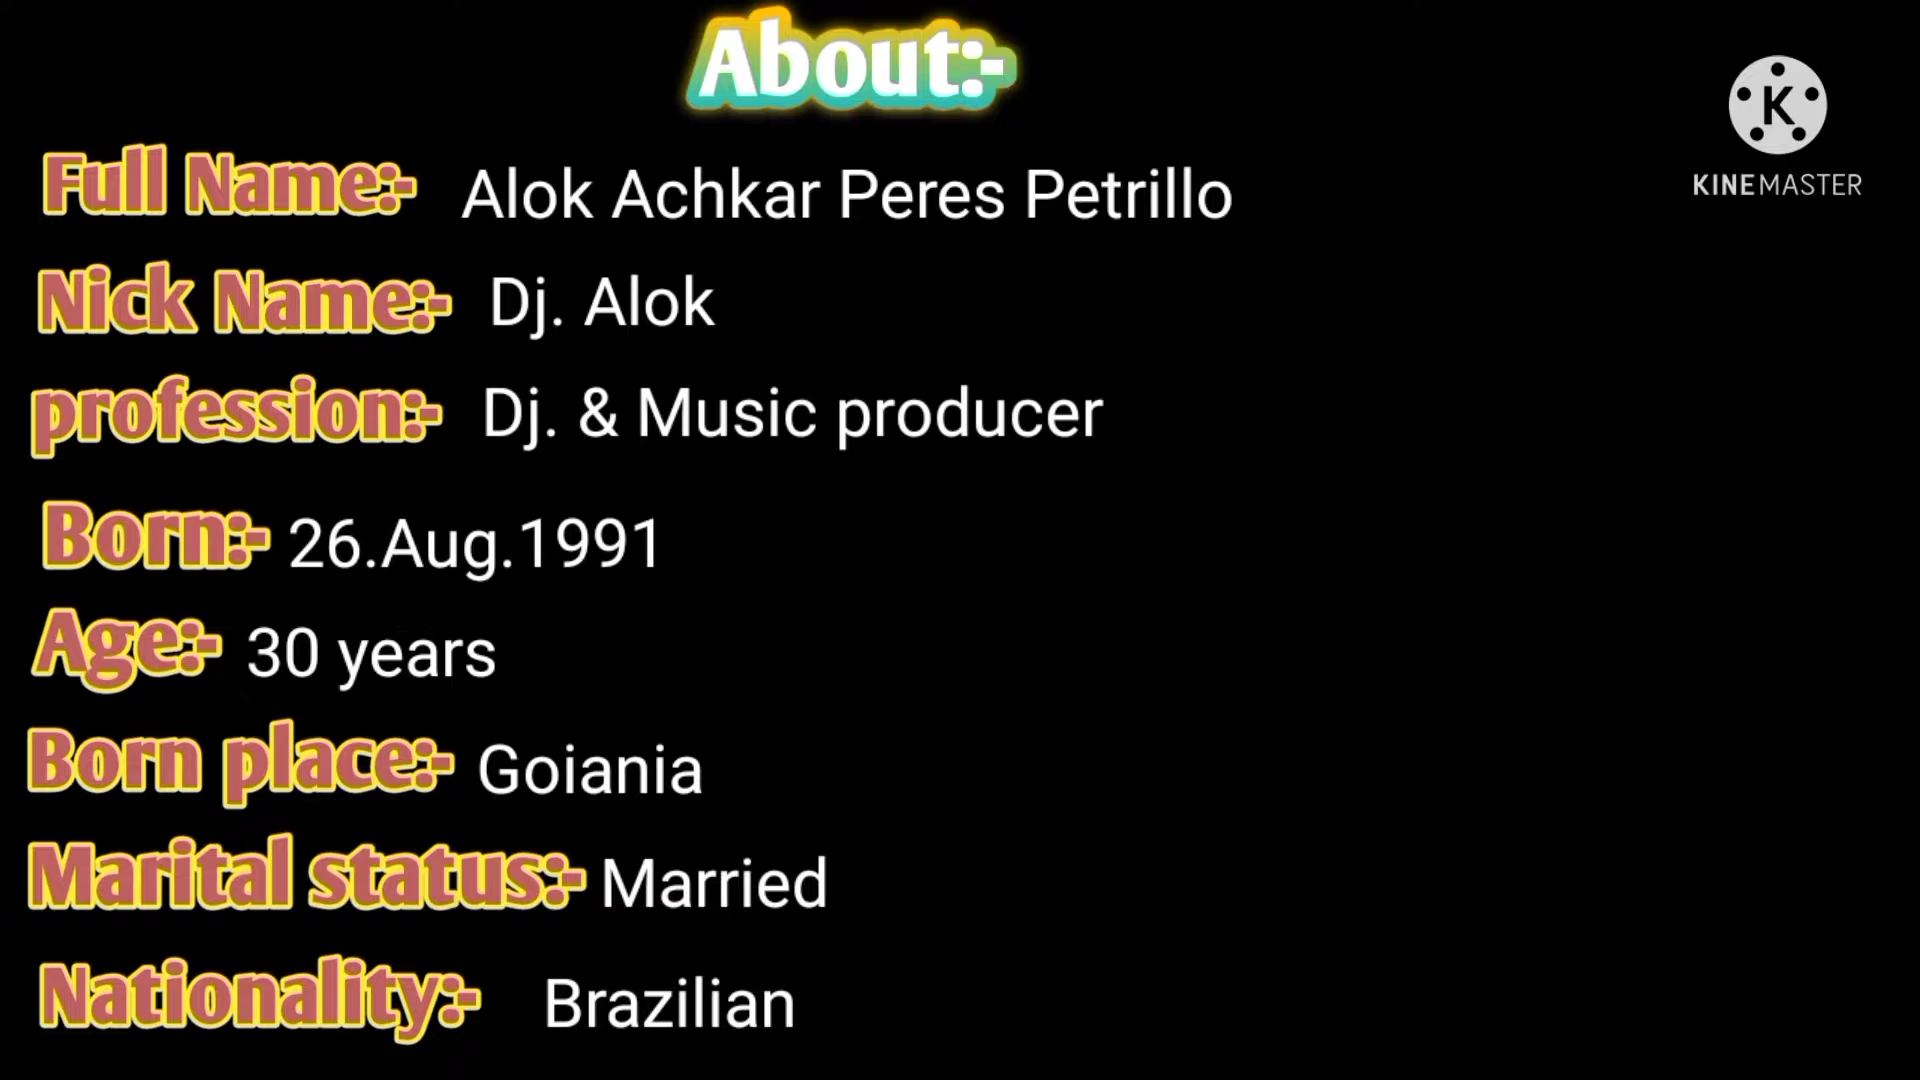 About:-
K
KINEMASTER
Full Name:- Alok Achkar Peres Petrillo
Nick Name:- Dj. Alok
profession:- Dj. & Music producer
Born:- 26.Aug.1991
Age:- 30 years
Born place:- Goiania
Marital status:- Married
Nationality:- Brazilian